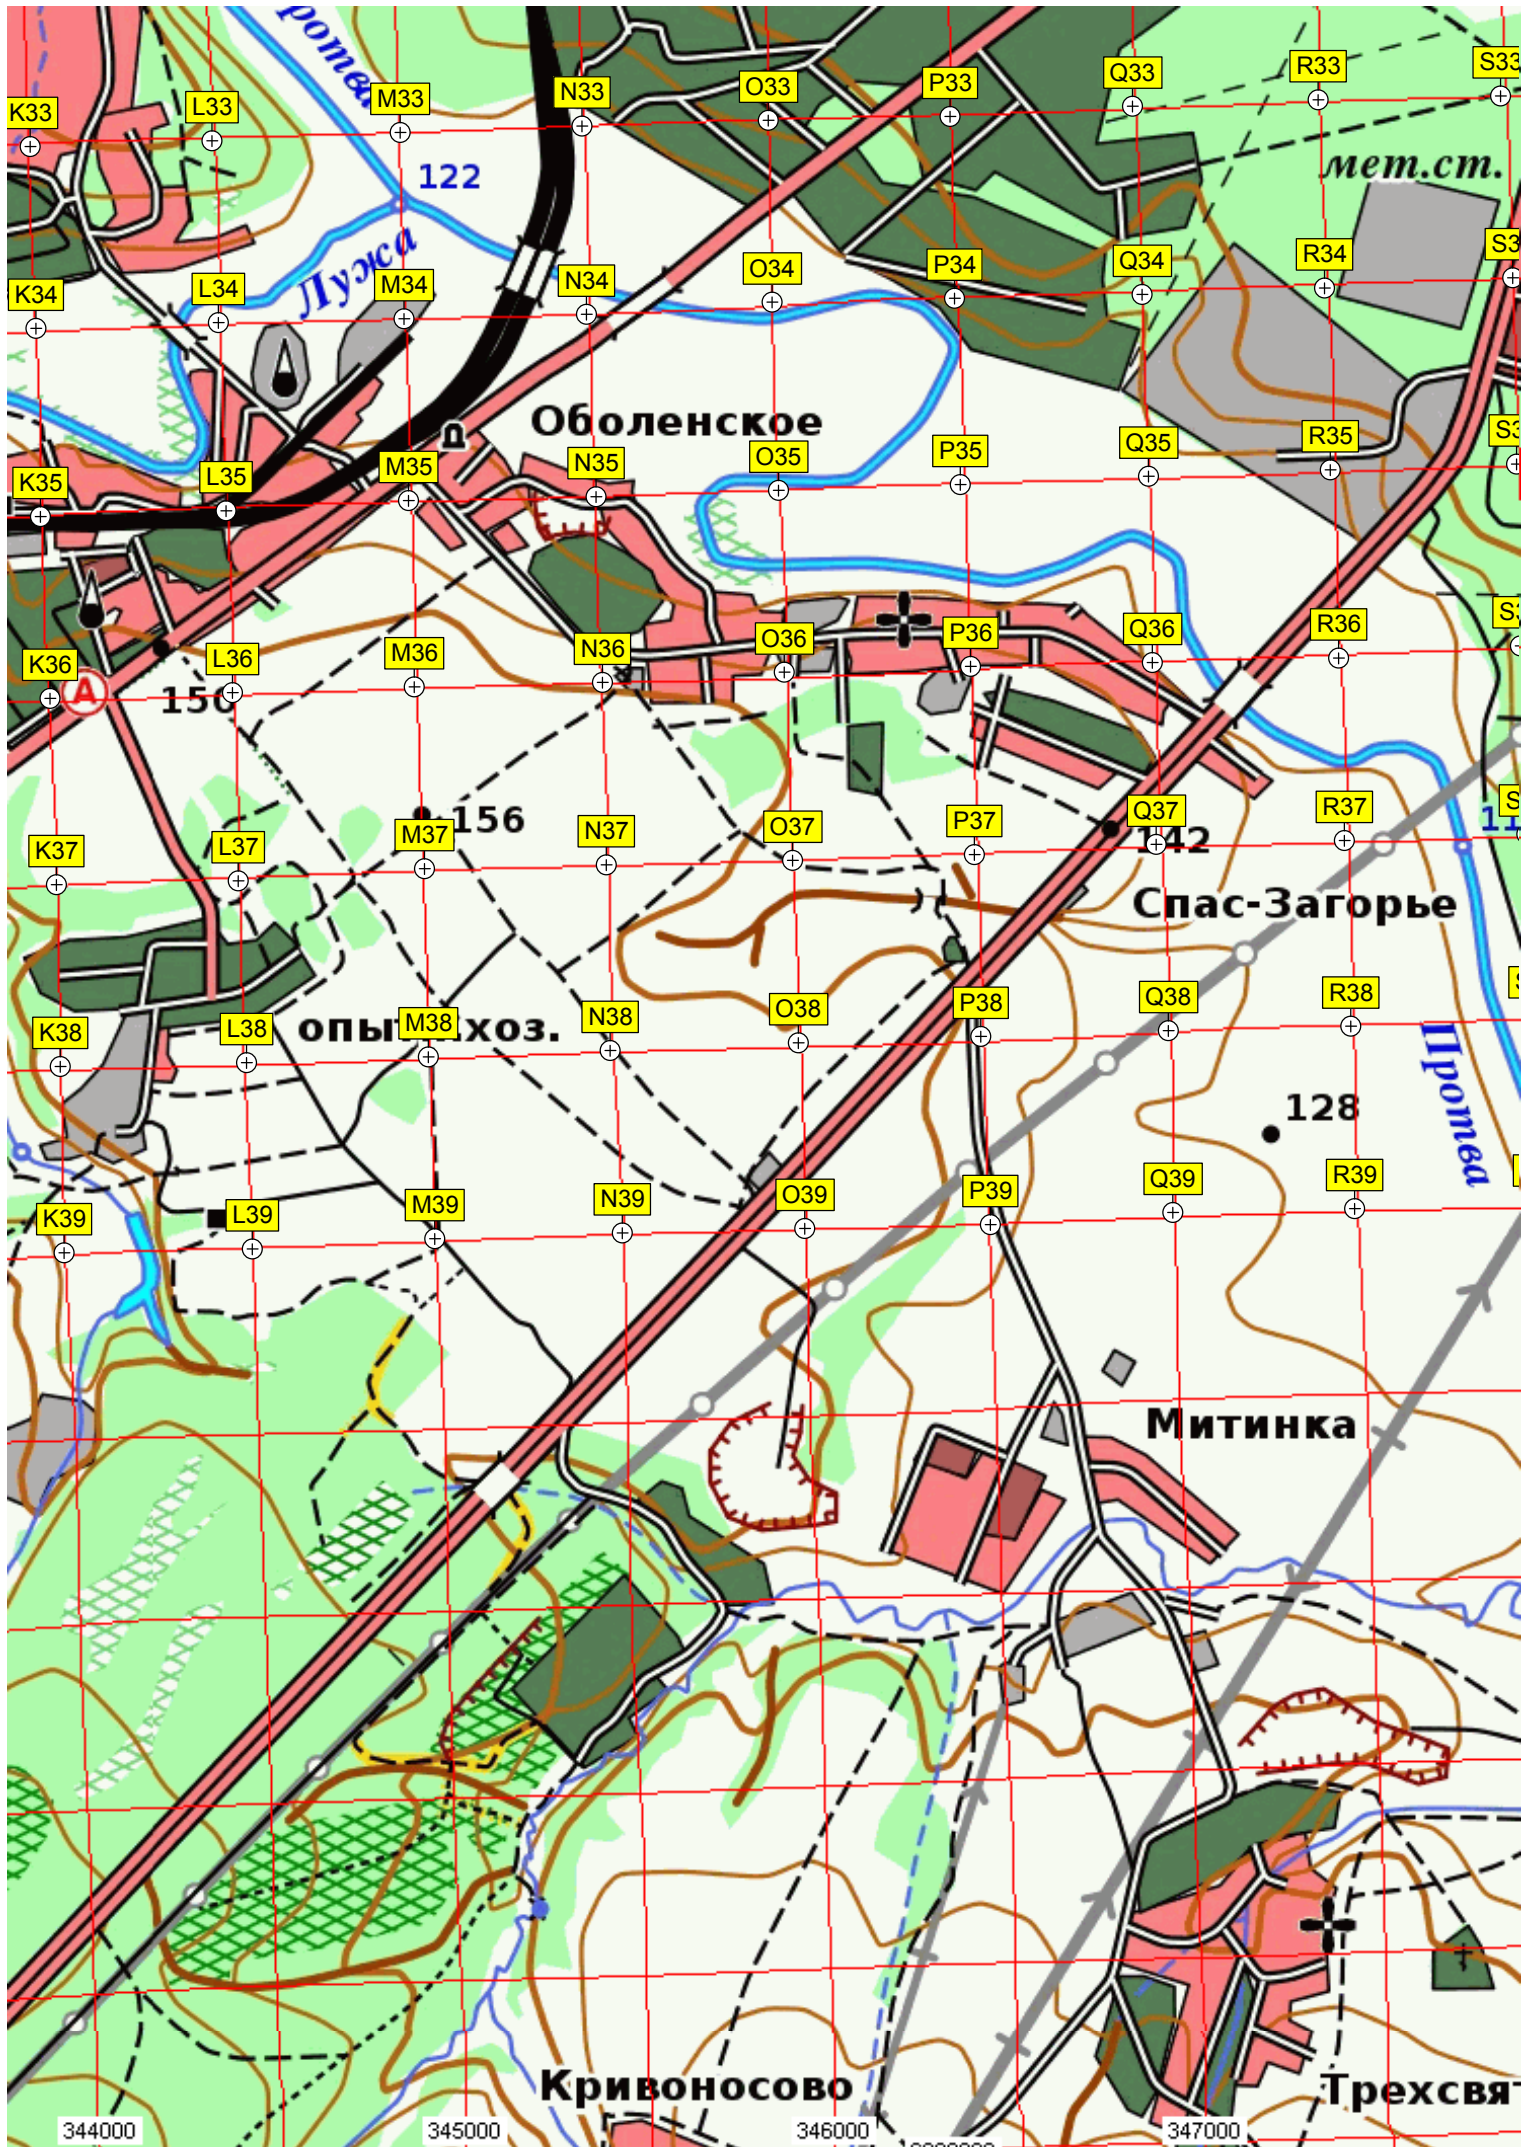 ротва
K33 L33 M33 N33 O33 P33 Q33 R33 S33
122
мет.ст.
Лужа
K34 L34 M34 N34 O34 P34 Q34 R34
Оболенское
Д
K35 L35 M35 N35 O35 P35 Q35 R35
K36 L36 M36 N36 O36 P36 Q36 R36
А
150
156
142
K37 L37 M37 N37 O37 P37 Q37 R37
Спас-Загорье
K38 L38 M38 N38 O38 P38 Q38 R38
хоз.
Протва
128
K39 L39 M39 N39 O39 P39 Q39 R39
Митинка
Кривоносово
Трехсвят
344000 345000 346000 347000